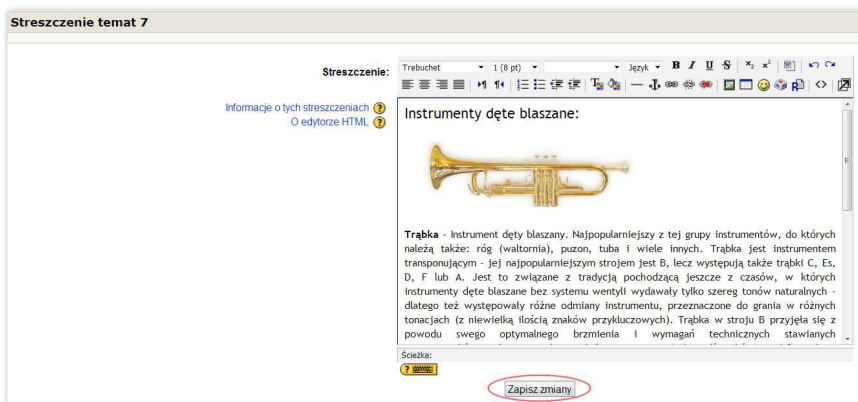 Streszczenie temat 7
Streszczenie:
Trebuchet 1 (8 pt) Język B I U S x₂ x²
Informacje o tych streszczeniach ?
O edytorze HTML ?
Instrumenty dęte blaszane:
Trąbka - Instrument dęty blaszany. Najpopularniejszy z tej grupy instrumentów, do których
należą także: róg (waltornia), puzon, tuba i wiele innych. Trąbka jest instrumentem
transponującym - jej najpopularniejszym strojem jest B, lecz występują także trąbki C, Es,
D, F lub A. Jest to związane z tradycją pochodzącą jeszcze z czasów, w których
instrumenty dęte blaszane bez systemu wentyli wydawały tylko szereg tonów naturalnych -
dlatego też występowały różne odmiany instrumentu, przeznaczone do grania w różnych
tonacjach (z niewielką ilością znaków przykluczowych). Trąbka w stroju B przyjęła się z
powodu swego optymalnego brzmienia i wymagań technicznych stawianych
Ścieżka:
?
Zapisz zmiany